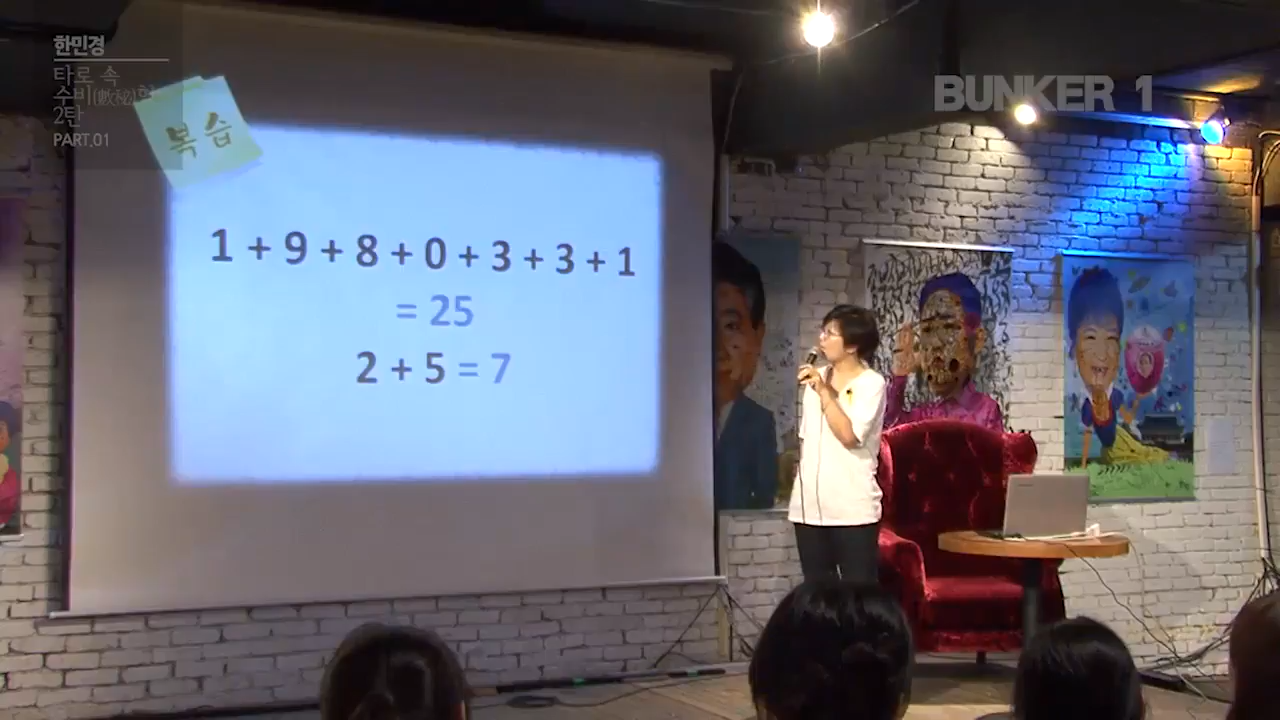 한민경
타로 속
수비(數秘)학
2탄
PART.01
BUNKER 1
복습
1 + 9 + 8 + 0 + 3 + 3 + 1
= 25
2 + 5 = 7